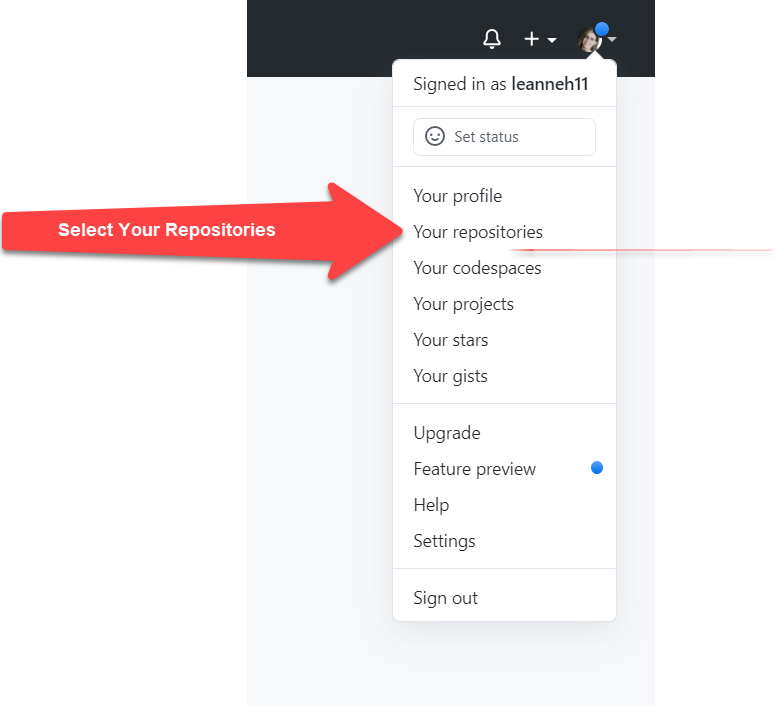 Signed in as leanneh11
Set status
Your profile
Select Your Repositories
Your repositories
Your codespaces
Your projects
Your stars
Your gists
Upgrade
Feature preview
Help
Settings
Sign out